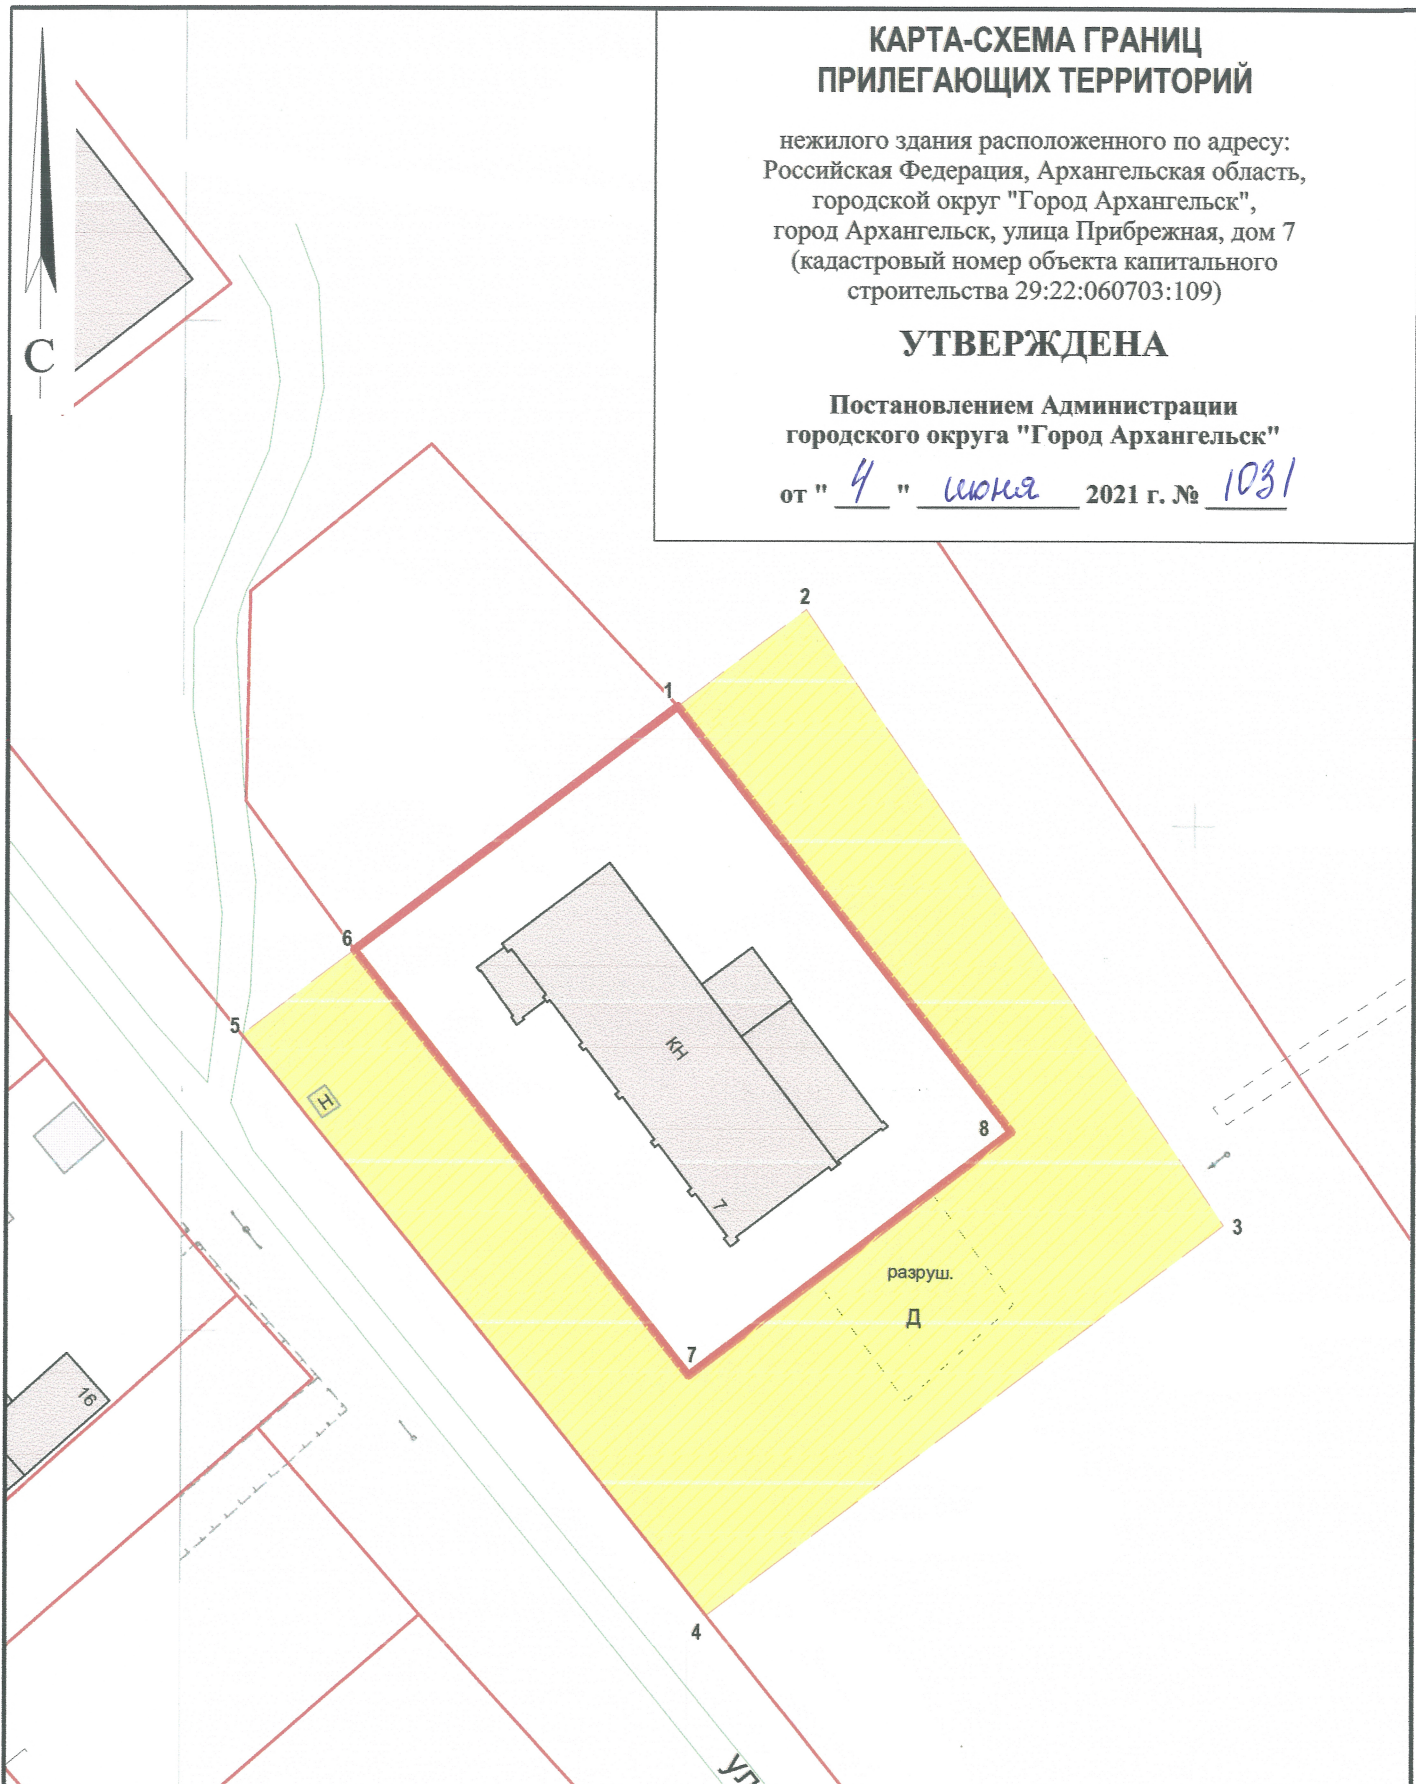 КАРТА-СХЕМА ГРАНИЦ
ПРИЛЕГАЮЩИХ ТЕРРИТОРИЙ
нежилого здания расположенного по адресу:
Российская Федерация, Архангельская область,
городской округ "Город Архангельск",
город Архангельск, улица Прибрежная, дом 7
(кадастровый номер объекта капитального
строительства 29:22:060703:109)
УТВЕРЖДЕНА
Постановлением Администрации
городского округа "Город Архангельск"
от " 4 " июня 2021 г. № 1031
С
2
1
6
5
КН
Н
8
7
3
разруш.
Д
7
16
4
ул